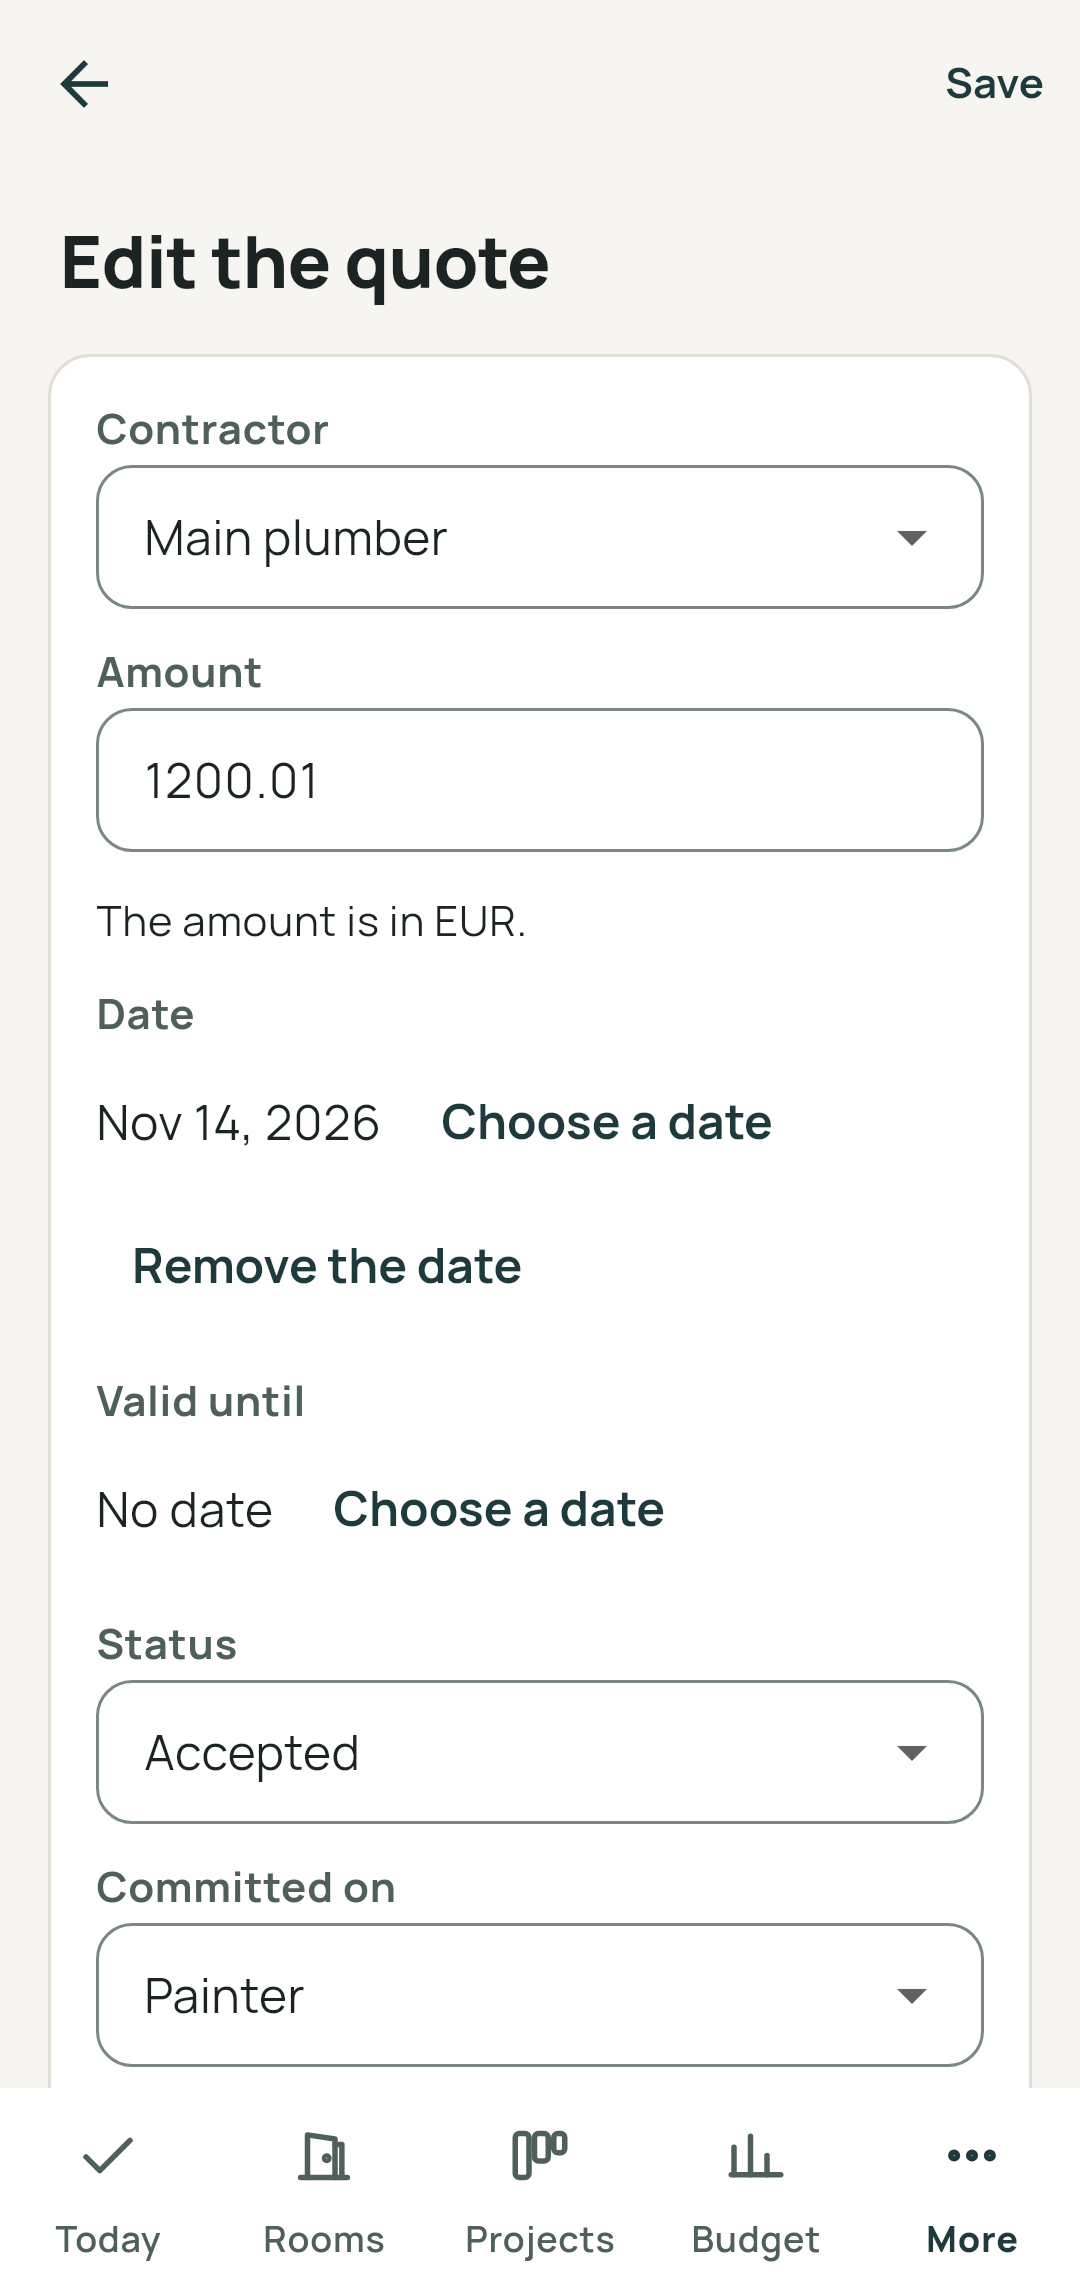 Save
Edit the quote
Contractor
Main plumber
Amount
1200.01
The amount is in EUR.
Date
Nov 14, 2026 Choose a date
Remove the date
Valid until
No date Choose a date
Status
Accepted
Committed on
Painter
Today Rooms Projects Budget More